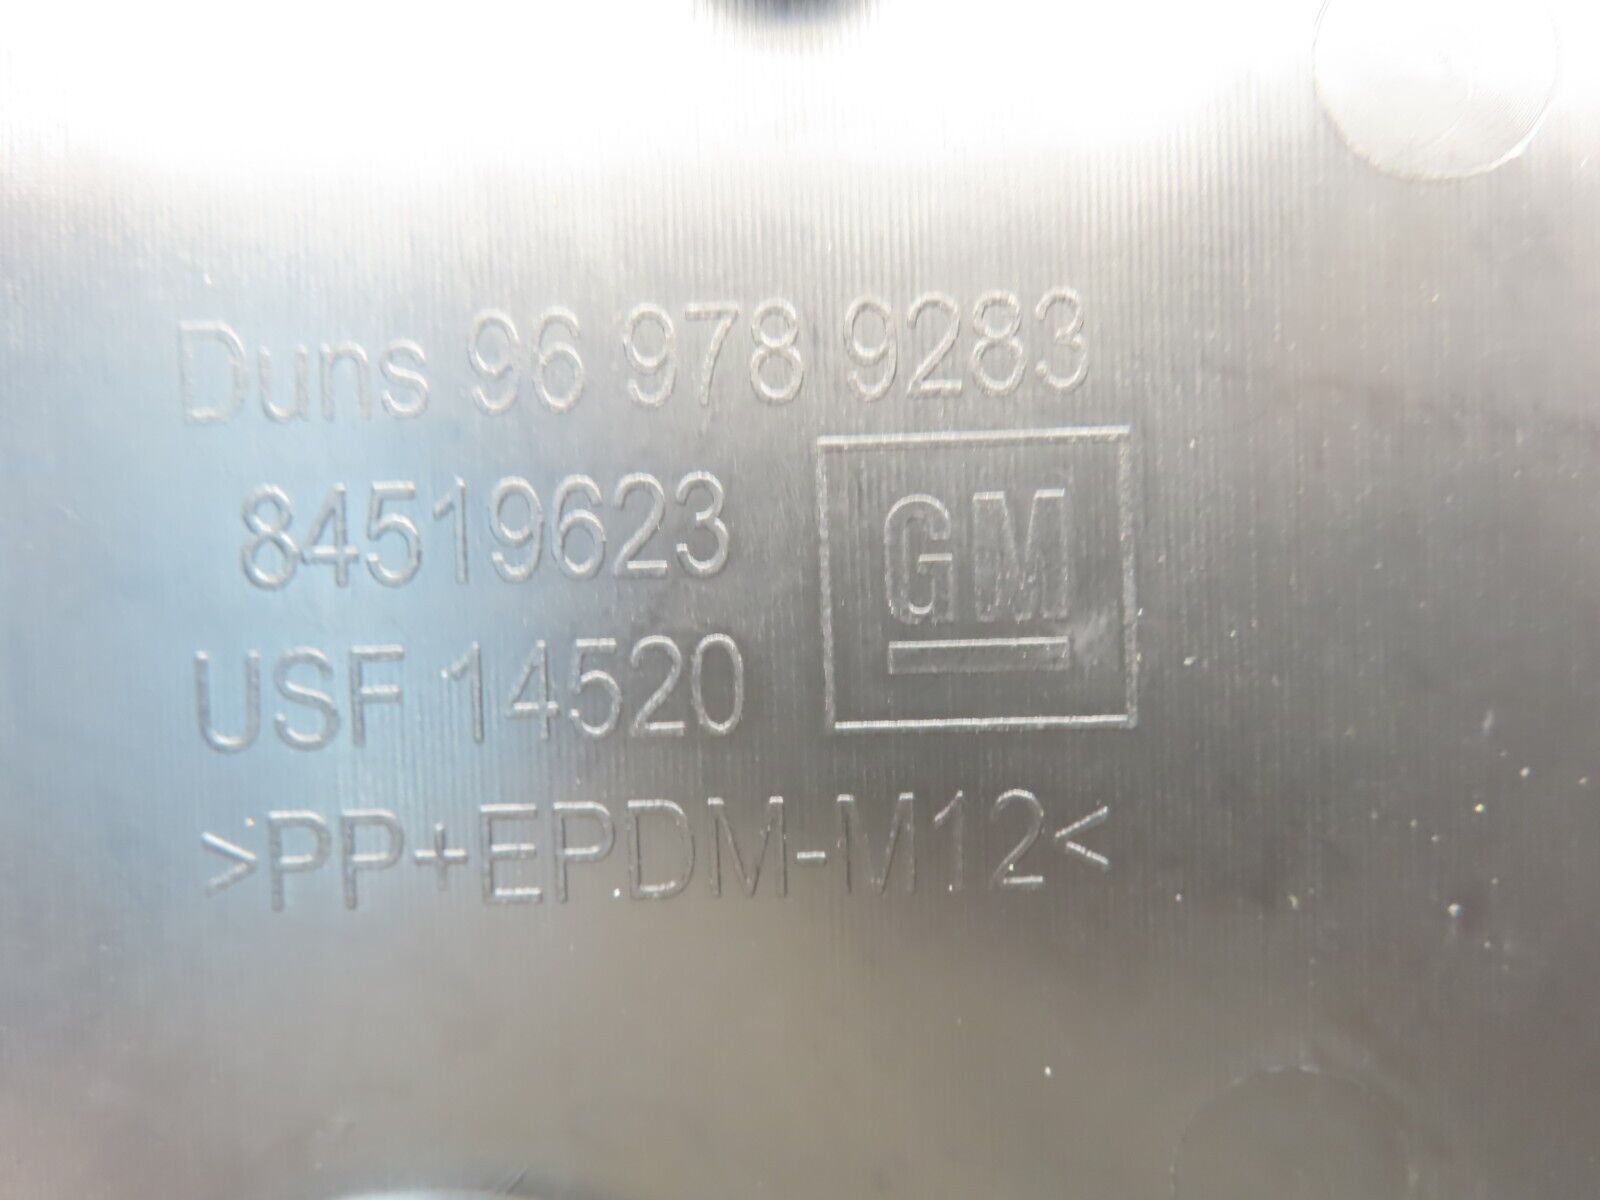 Duns 96 978 9283
84519623
GM
USF 14520
>PP+EPDM-M12<